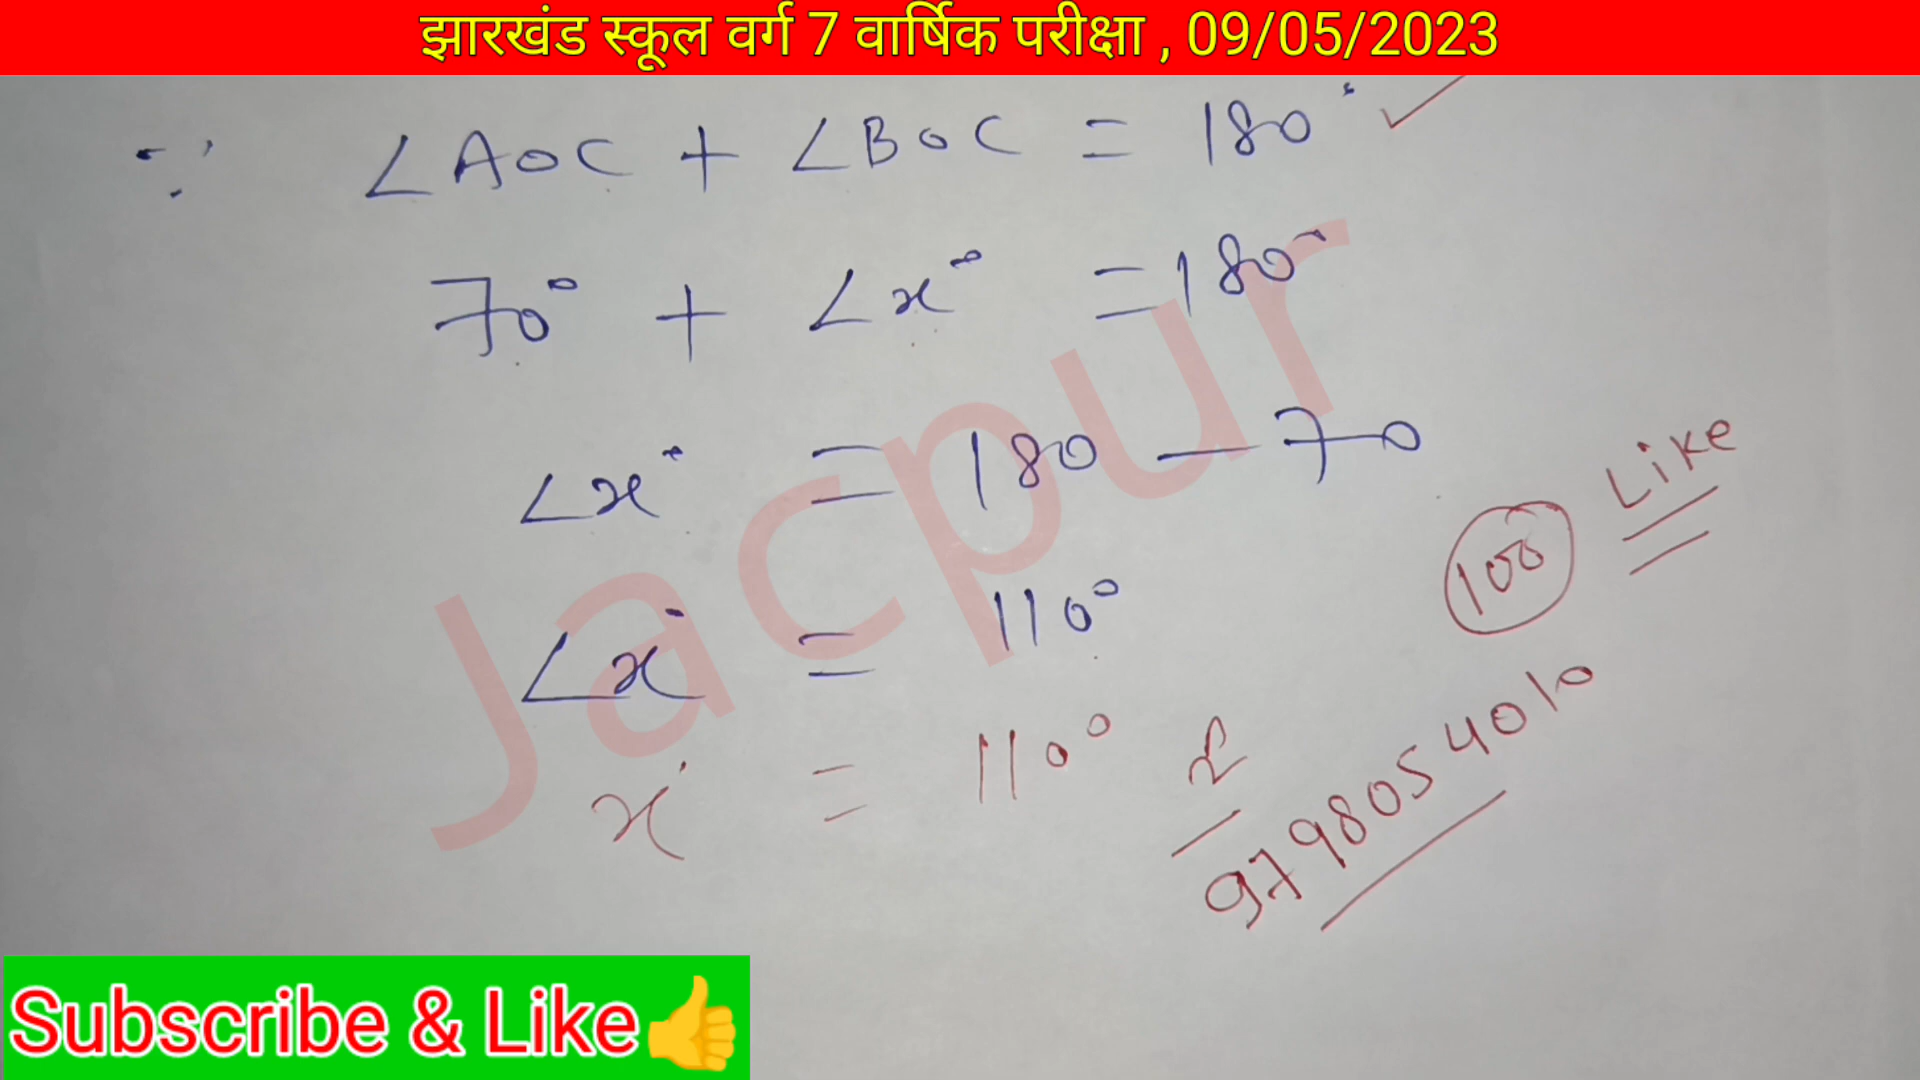 झारखंड स्कूल वर्ग 7 वार्षिक परीक्षा , 09/05/2023
∵ ∠AOC + ∠BOC = 180°
70° + ∠x° = 180°
∠x° = 180 - 70
∠x° = 110°
x° = 110°
Like
100
9798054010
Jacpur
Subscribe & Like👍